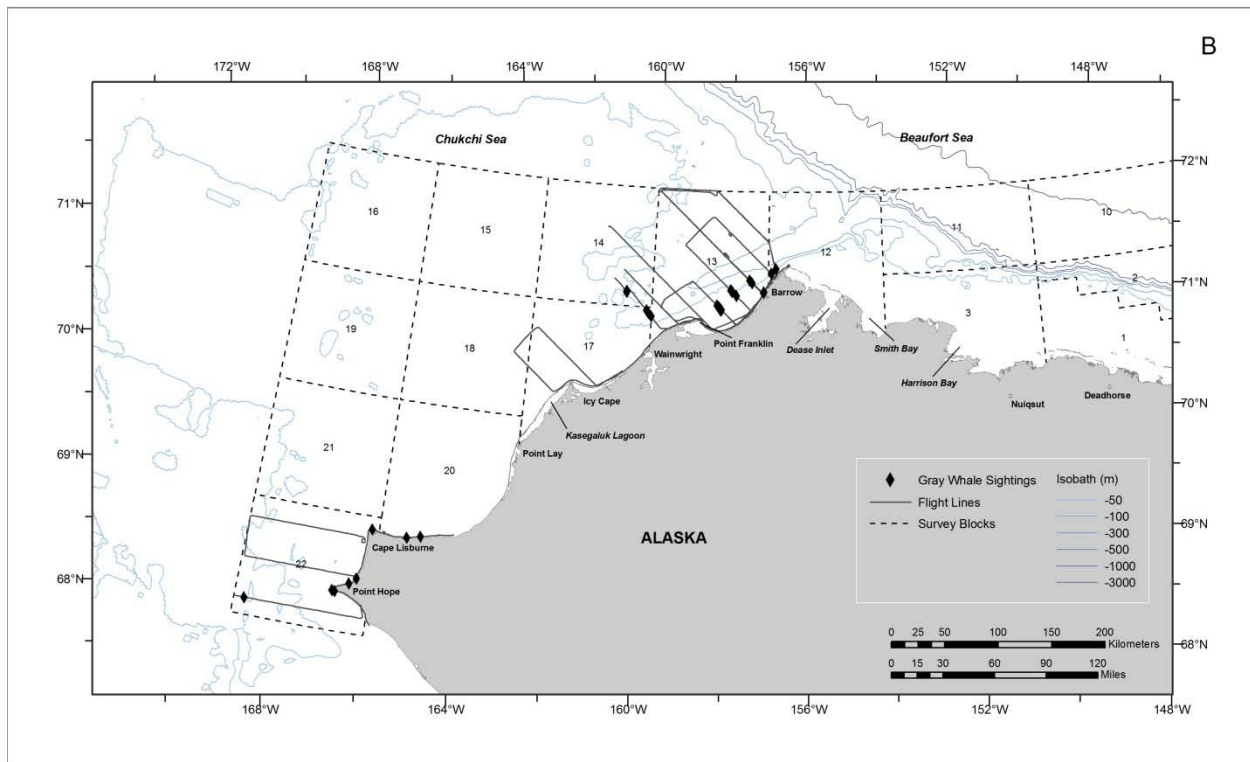 B
172°W 168°W 164°W 160°W 156°W 152°W 148°W
Chukchi Sea
Beaufort Sea
72°N
71°N
16
15
14
13
12
11
10
2
71°N
Barrow
70°N
19
18
17
3
1
Point Franklin
Wainwright
Dease Inlet
Smith Bay
Harrison Bay
Icy Cape
Nuiqsut
Deadhorse
70°N
Kasegaluk Lagoon
Point Lay
69°N
21
20
Gray Whale Sightings
Flight Lines
Survey Blocks
Isobath (m)
-50
-100
-300
-500
-1000
-3000
69°N
ALASKA
Cape Lisburne
22
68°N
Point Hope
0 25 50 100 150 200
Kilometers
0 15 30 60 90 120
Miles
68°N
168°W 164°W 160°W 156°W 152°W 148°W